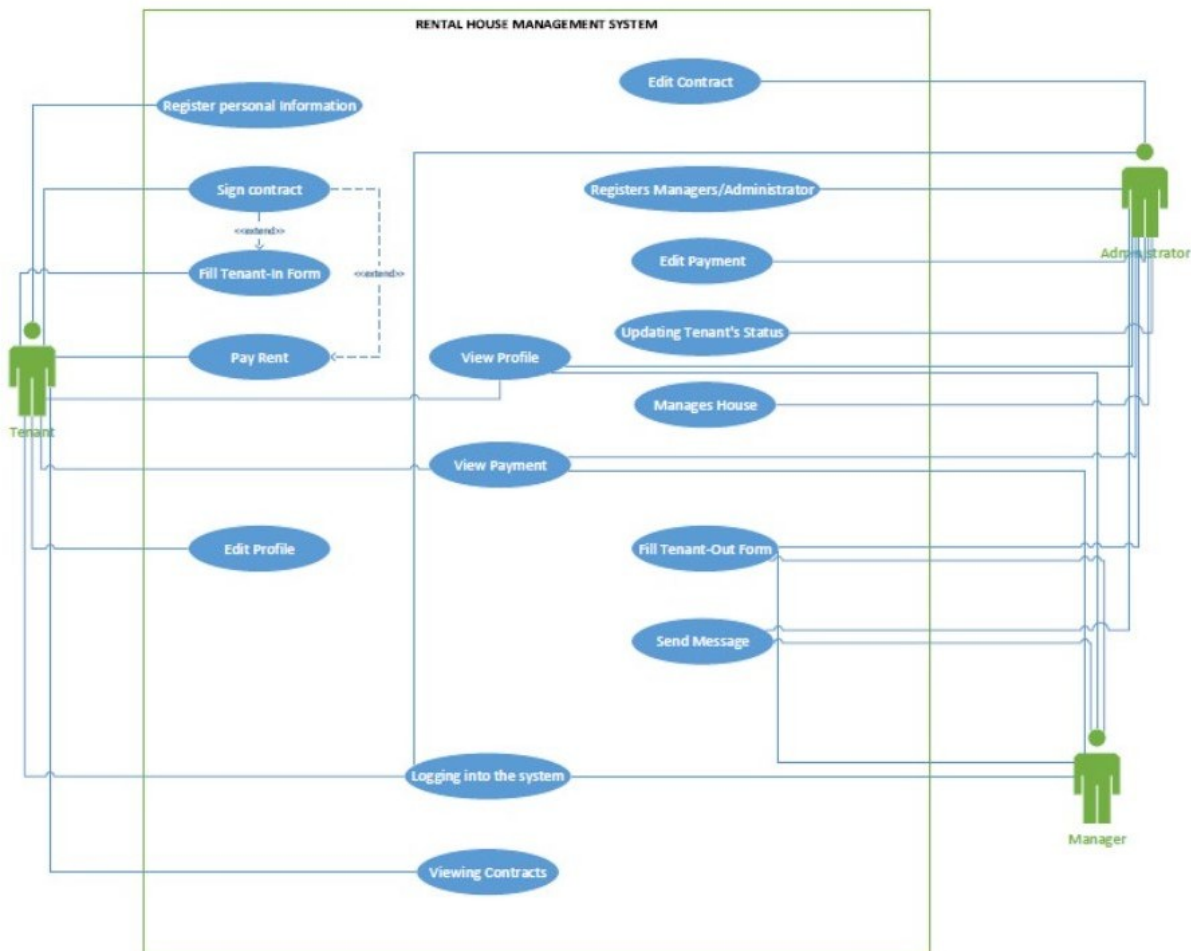 RENTAL HOUSE MANAGEMENT SYSTEM
Edit Contract
Register personal Information
Sign contract
Registers Managers/Administrator
<<extend>>
Administrator
Edit Payment
Fill Tenant-In Form
<<extend>>
Updating Tenant's Status
Pay Rent
View Profile
Manages House
Tenant
View Payment
Edit Profile
Fill Tenant-Out Form
Send Message
Logging into the system
Manager
Viewing Contracts